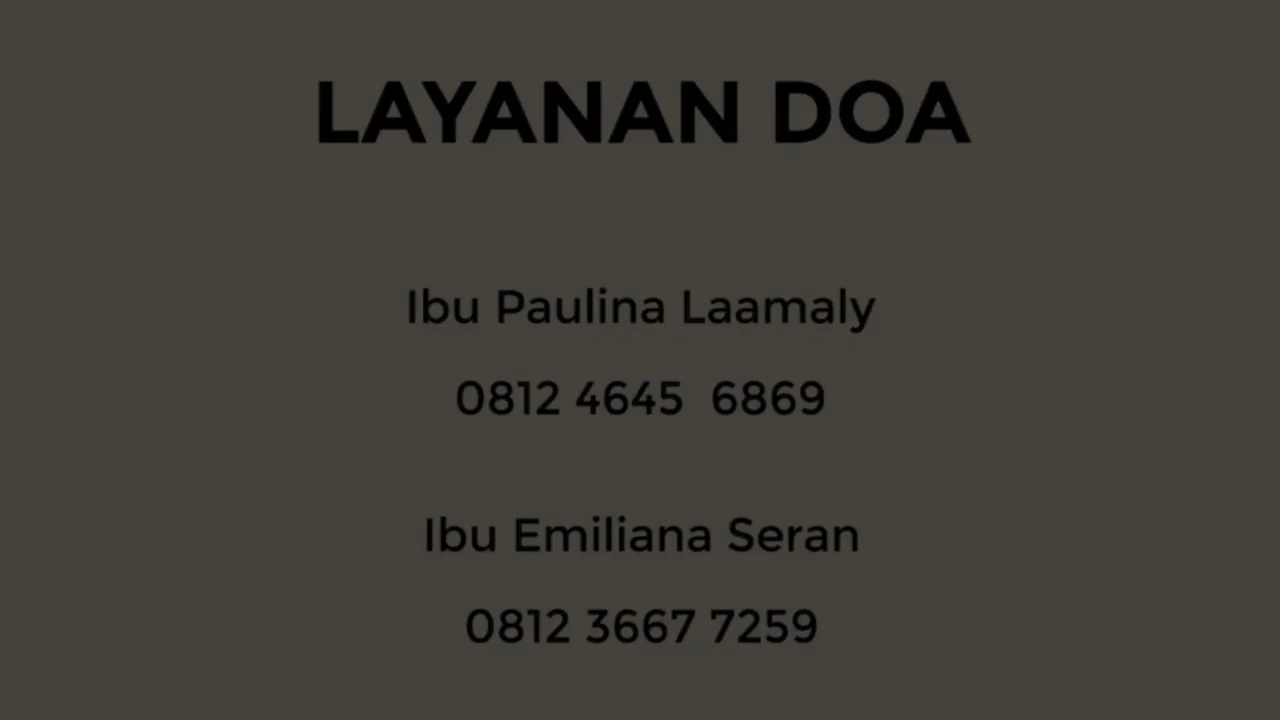 LAYANAN DOA
Ibu Paulina Laamaly
0812 4645  6869
Ibu Emiliana Seran
0812 3667 7259